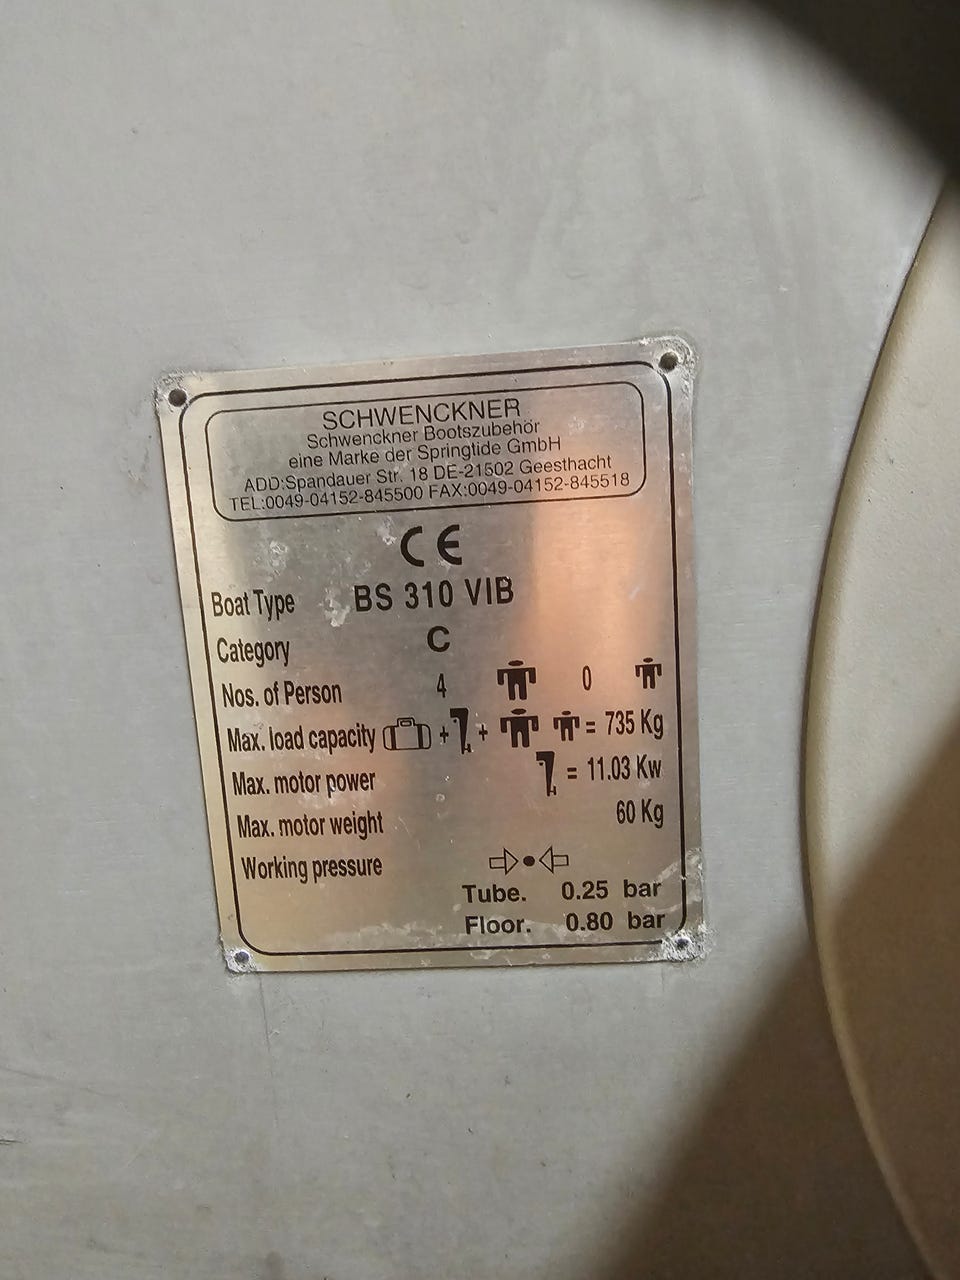 SCHWENCKNER
Schwenckner Bootszubehör
eine Marke der Springtide GmbH
ADD:Spandauer Str. 18 DE-21502 Geesthacht
TEL:0049-04152-845500 FAX:0049-04152-845518
CE
Boat Type BS 310 VIB
Category C
Nos. of Person 4 0
Max. load capacity + + = 735 Kg
Max. motor power = 11.03 Kw
Max. motor weight 60 Kg
Working pressure
Tube. 0.25 bar
Floor. 0.80 bar